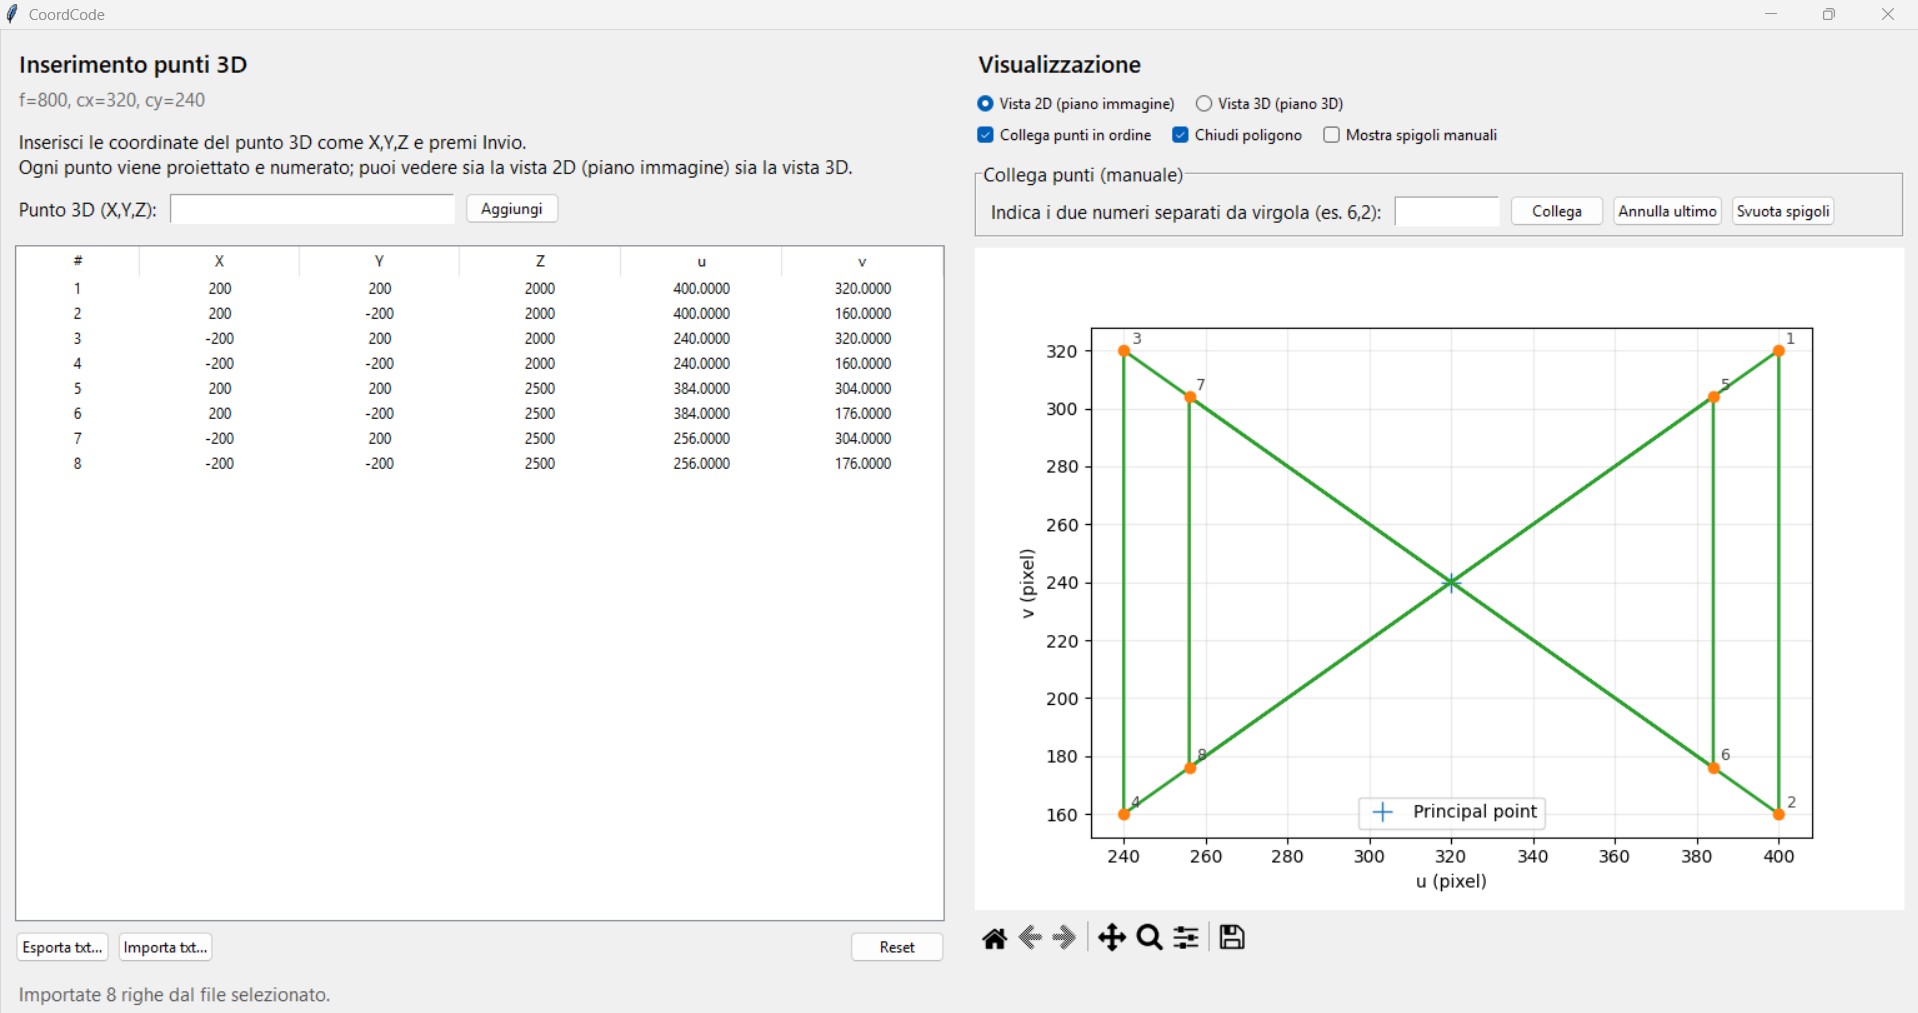 CoordCode
Inserimento punti 3D
f=800, cx=320, cy=240
Inserisci le coordinate del punto 3D come X,Y,Z e premi Invio.
Ogni punto viene proiettato e numerato; puoi vedere sia la vista 2D (piano immagine) sia la vista 3D.
Punto 3D (X,Y,Z): Aggiungi
# X Y Z u v
1 200 200 2000 400.0000 320.0000
2 200 -200 2000 400.0000 160.0000
3 -200 200 2000 240.0000 320.0000
4 -200 -200 2000 240.0000 160.0000
5 200 200 2500 384.0000 304.0000
6 200 -200 2500 384.0000 176.0000
7 -200 200 2500 256.0000 304.0000
8 -200 -200 2500 256.0000 176.0000
Esporta txt... Importa txt... Reset
Importate 8 righe dal file selezionato.
Visualizzazione
Vista 2D (piano immagine) Vista 3D (piano 3D)
Collega punti in ordine Chiudi poligono Mostra spigoli manuali
Collega punti (manuale)
Indica i due numeri separati da virgola (es. 6,2): Collega Annulla ultimo Svuota spigoli
3 1
320
7 5
300
280
260
240
v (pixel)
220
200
8 6
180
4 2
160
Principal point
240 260 280 300 320 340 360 380 400
u (pixel)